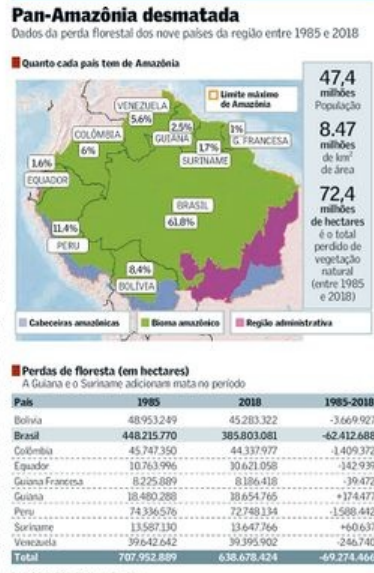 Pan-Amazônia desmatada
Dados da perda florestal dos nove países da região entre 1985 e 2018
Quanto cada país tem de Amazônia
Limite máximo
de Amazônia
VENEZUELA
5,6%
COLÔMBIA
6%
2,5%
GUIANA
1,7%
SURINAME
1%
G. FRANCESA
1,6%
EQUADOR
BRASIL
61,8%
11,4%
PERU
8,4%
BOLÍVIA
47,4
milhões
População
8.47
milhões
de km²
de área
72,4
milhões
de hectares
é o total
perdido de
vegetação
natural
(entre 1985
e 2018)
Cabeceiras amazônicas Bioma amazônico Região administrativa
Perdas de floresta (em hectares)
A Guiana e o Suriname adicionam mata no período
País 1985 2018 1985-2018
Bolívia 48.953.249 45.283.322 -3.669.927
Brasil 448.215.770 385.803.081 -62.412.688
Colômbia 45.747.350 44.337.977 -1.409.372
Equador 10.763.996 10.621.058 -142.939
Guiana Francesa 8.225.889 8.186.418 -39.472
Guiana 18.480.288 18.654.765 +174.477
Peru 74.336.576 72.748.134 -1.588.442
Suriname 13.587.130 13.647.766 +60.637
Venezuela 39.642.642 39.395.902 -246.740
Total 707.952.889 638.678.424 -69.274.466